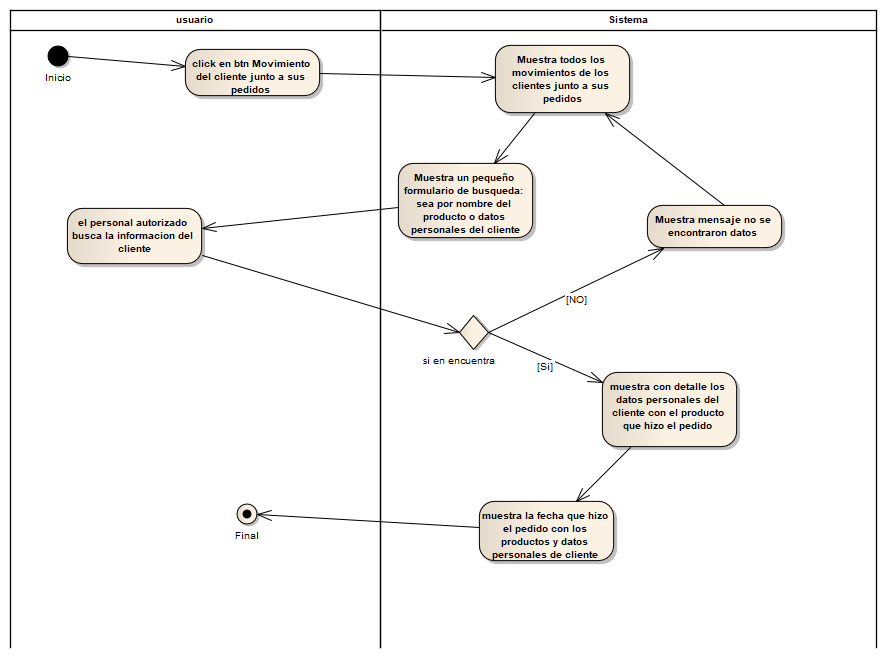 usuario
Sistema
Inicio
click en btn Movimiento
del cliente junto a sus
pedidos
Muestra todos los
movimientos de los
clientes junto a sus
pedidos
Muestra un pequeño
formulario de busqueda:
sea por nombre del
producto o datos
personales del cliente
el personal autorizado
busca la informacion del
cliente
Muestra mensaje no se
encontraron datos
[NO]
si en encuentra
[Si]
muestra con detalle los
datos personales del
cliente con el producto
que hizo el pedido
muestra la fecha que hizo
el pedido con los
productos y datos
personales de cliente
Final